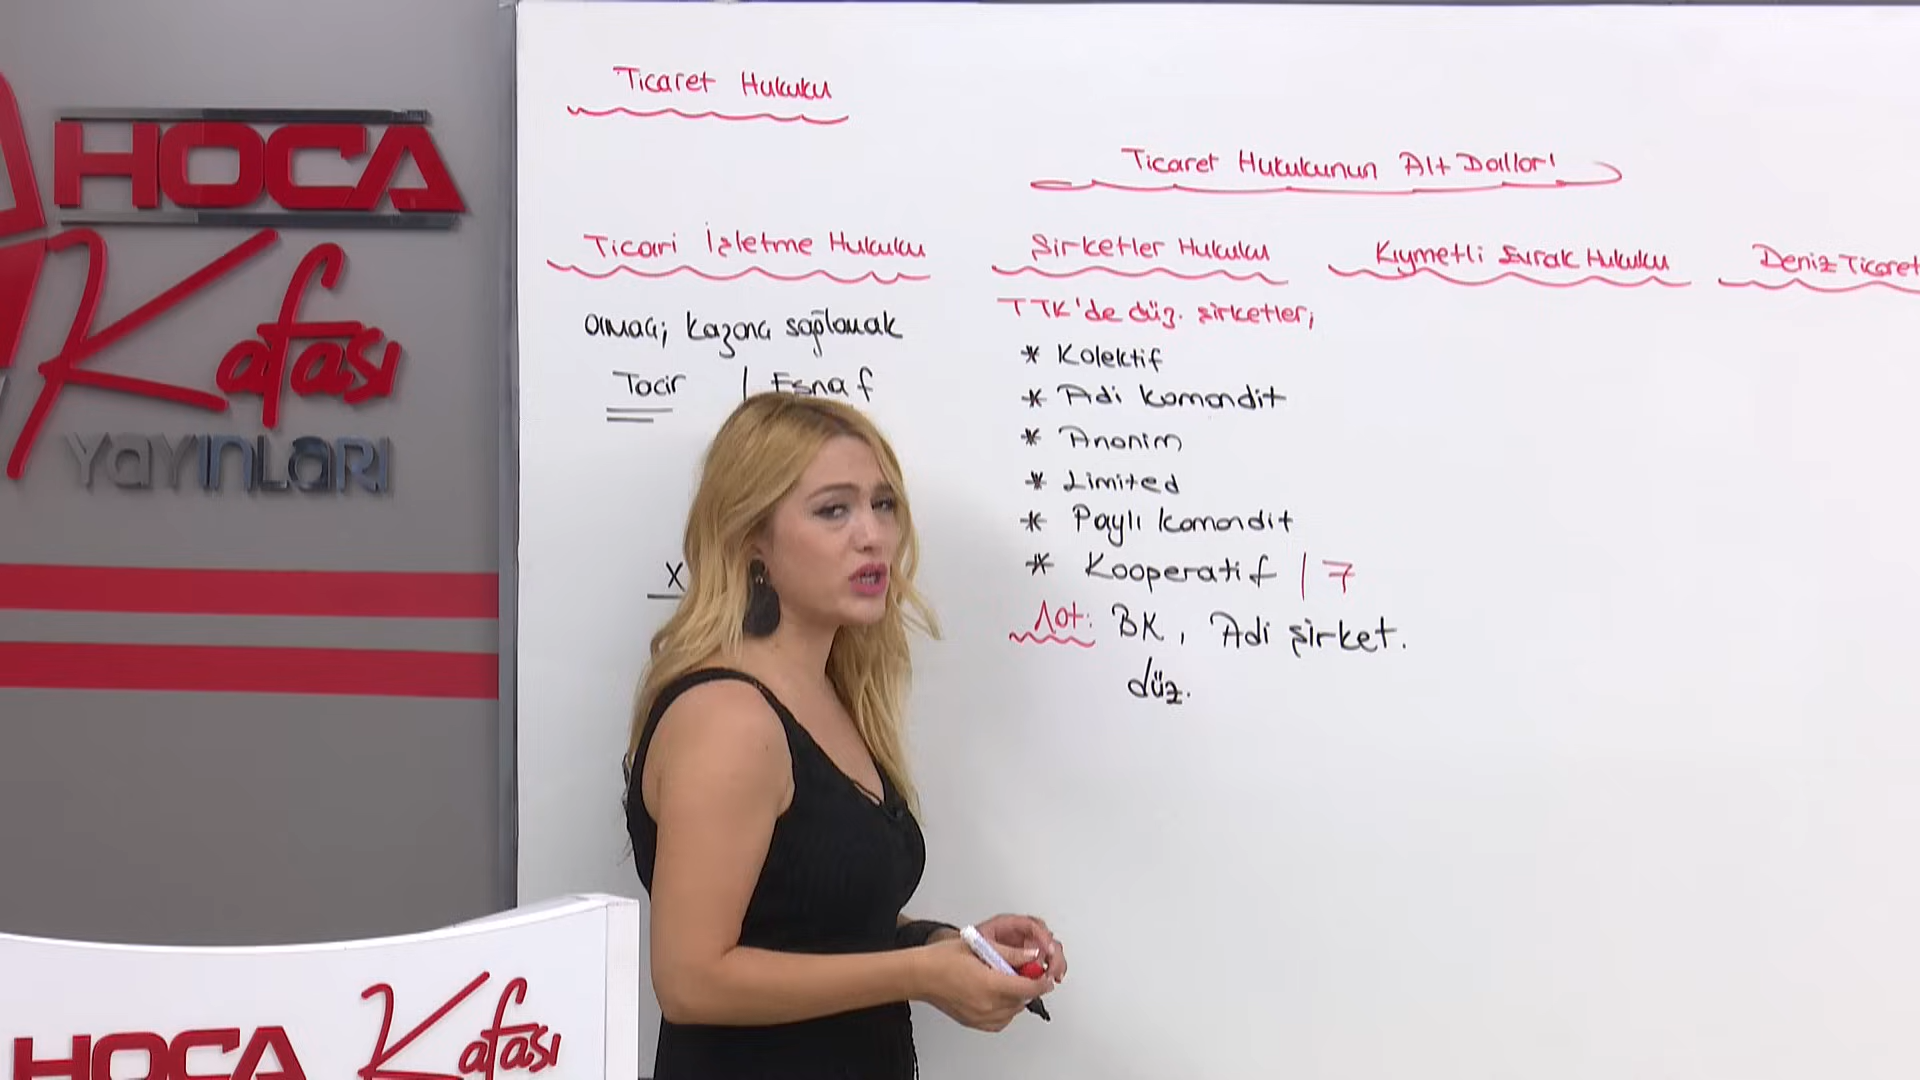 HOCA
Kafası
YAYINLARI
Ticaret Hukuku
Ticaret Hukukunun Alt Dalları
Ticari İşletme Hukuku
amacı; kazanç sağlamak
Tacir | Esnaf
X
Şirketler Hukuku
TTK'de düz. şirketler;
* Kolektif
* Adi komandit
* Anonim
* Limited
* Paylı komandit
* Kooperatif | 7
Not: BK, Adi şirket.
düz.
Kıymetli Evrak Hukuku
Deniz Ticaret
HOCA
Kafası